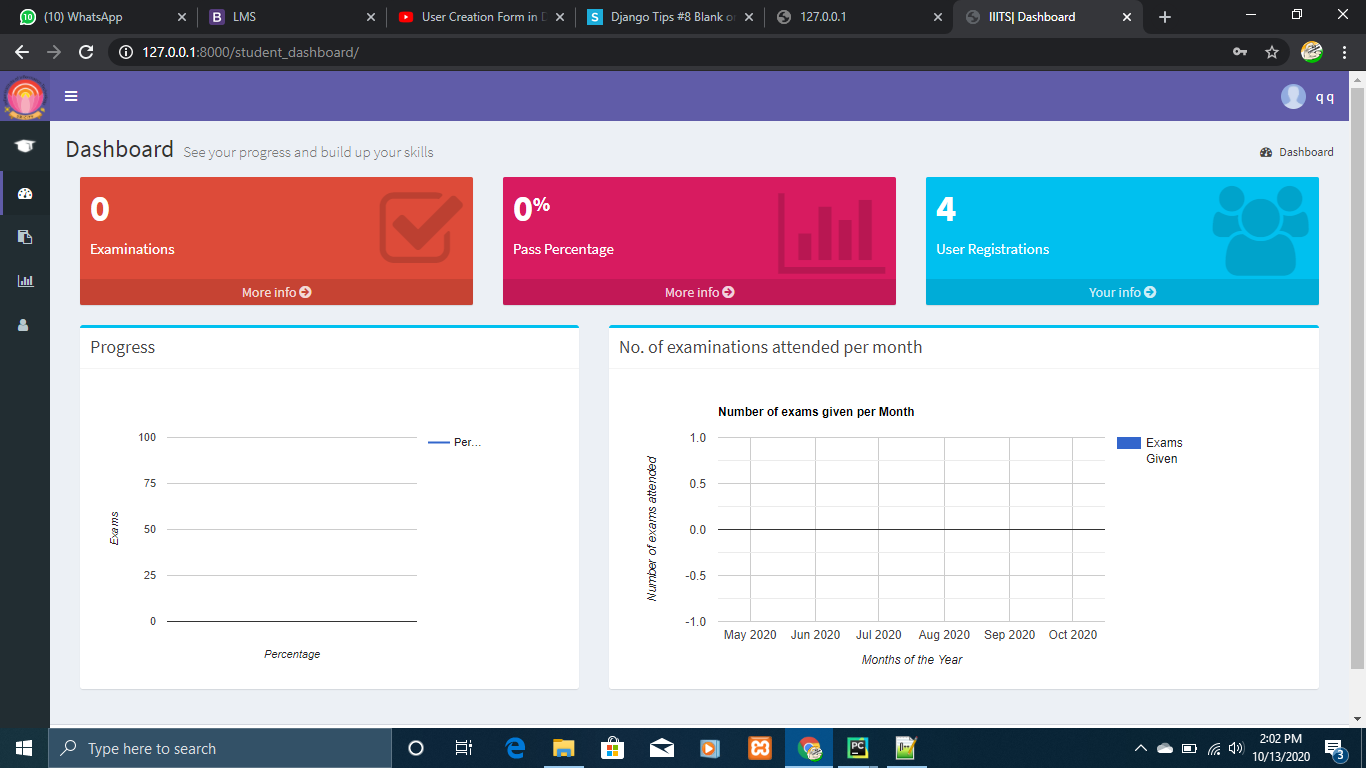 (10) WhatsApp
LMS
User Creation Form in D
Django Tips #8 Blank or
127.0.0.1
IIITS| Dashboard
127.0.0.1:8000/student_dashboard/
q q
Dashboard See your progress and build up your skills
Dashboard
0
Examinations
More info
0%
Pass Percentage
More info
4
User Registrations
Your info
Progress
100
75
50
25
0
Exams
Percentage
Per...
No. of examinations attended per month
Number of exams given per Month
1.0
0.5
0.0
-0.5
-1.0
Number of exams attended
May 2020 Jun 2020 Jul 2020 Aug 2020 Sep 2020 Oct 2020
Months of the Year
Exams
Given
Type here to search
2:02 PM
10/13/2020
3